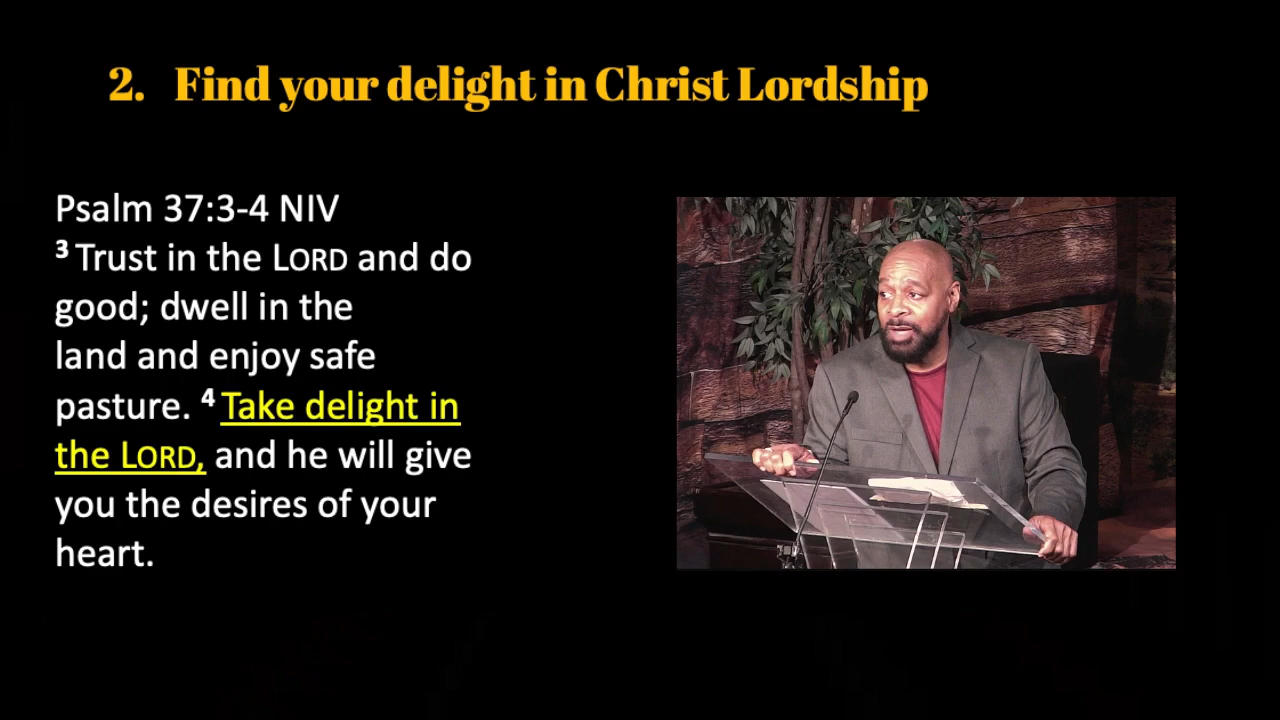 2. Find your delight in Christ Lordship
Psalm 37:3-4 NIV
3 Trust in the LORD and do
good; dwell in the
land and enjoy safe
pasture. 4 Take delight in
the LORD, and he will give
you the desires of your
heart.